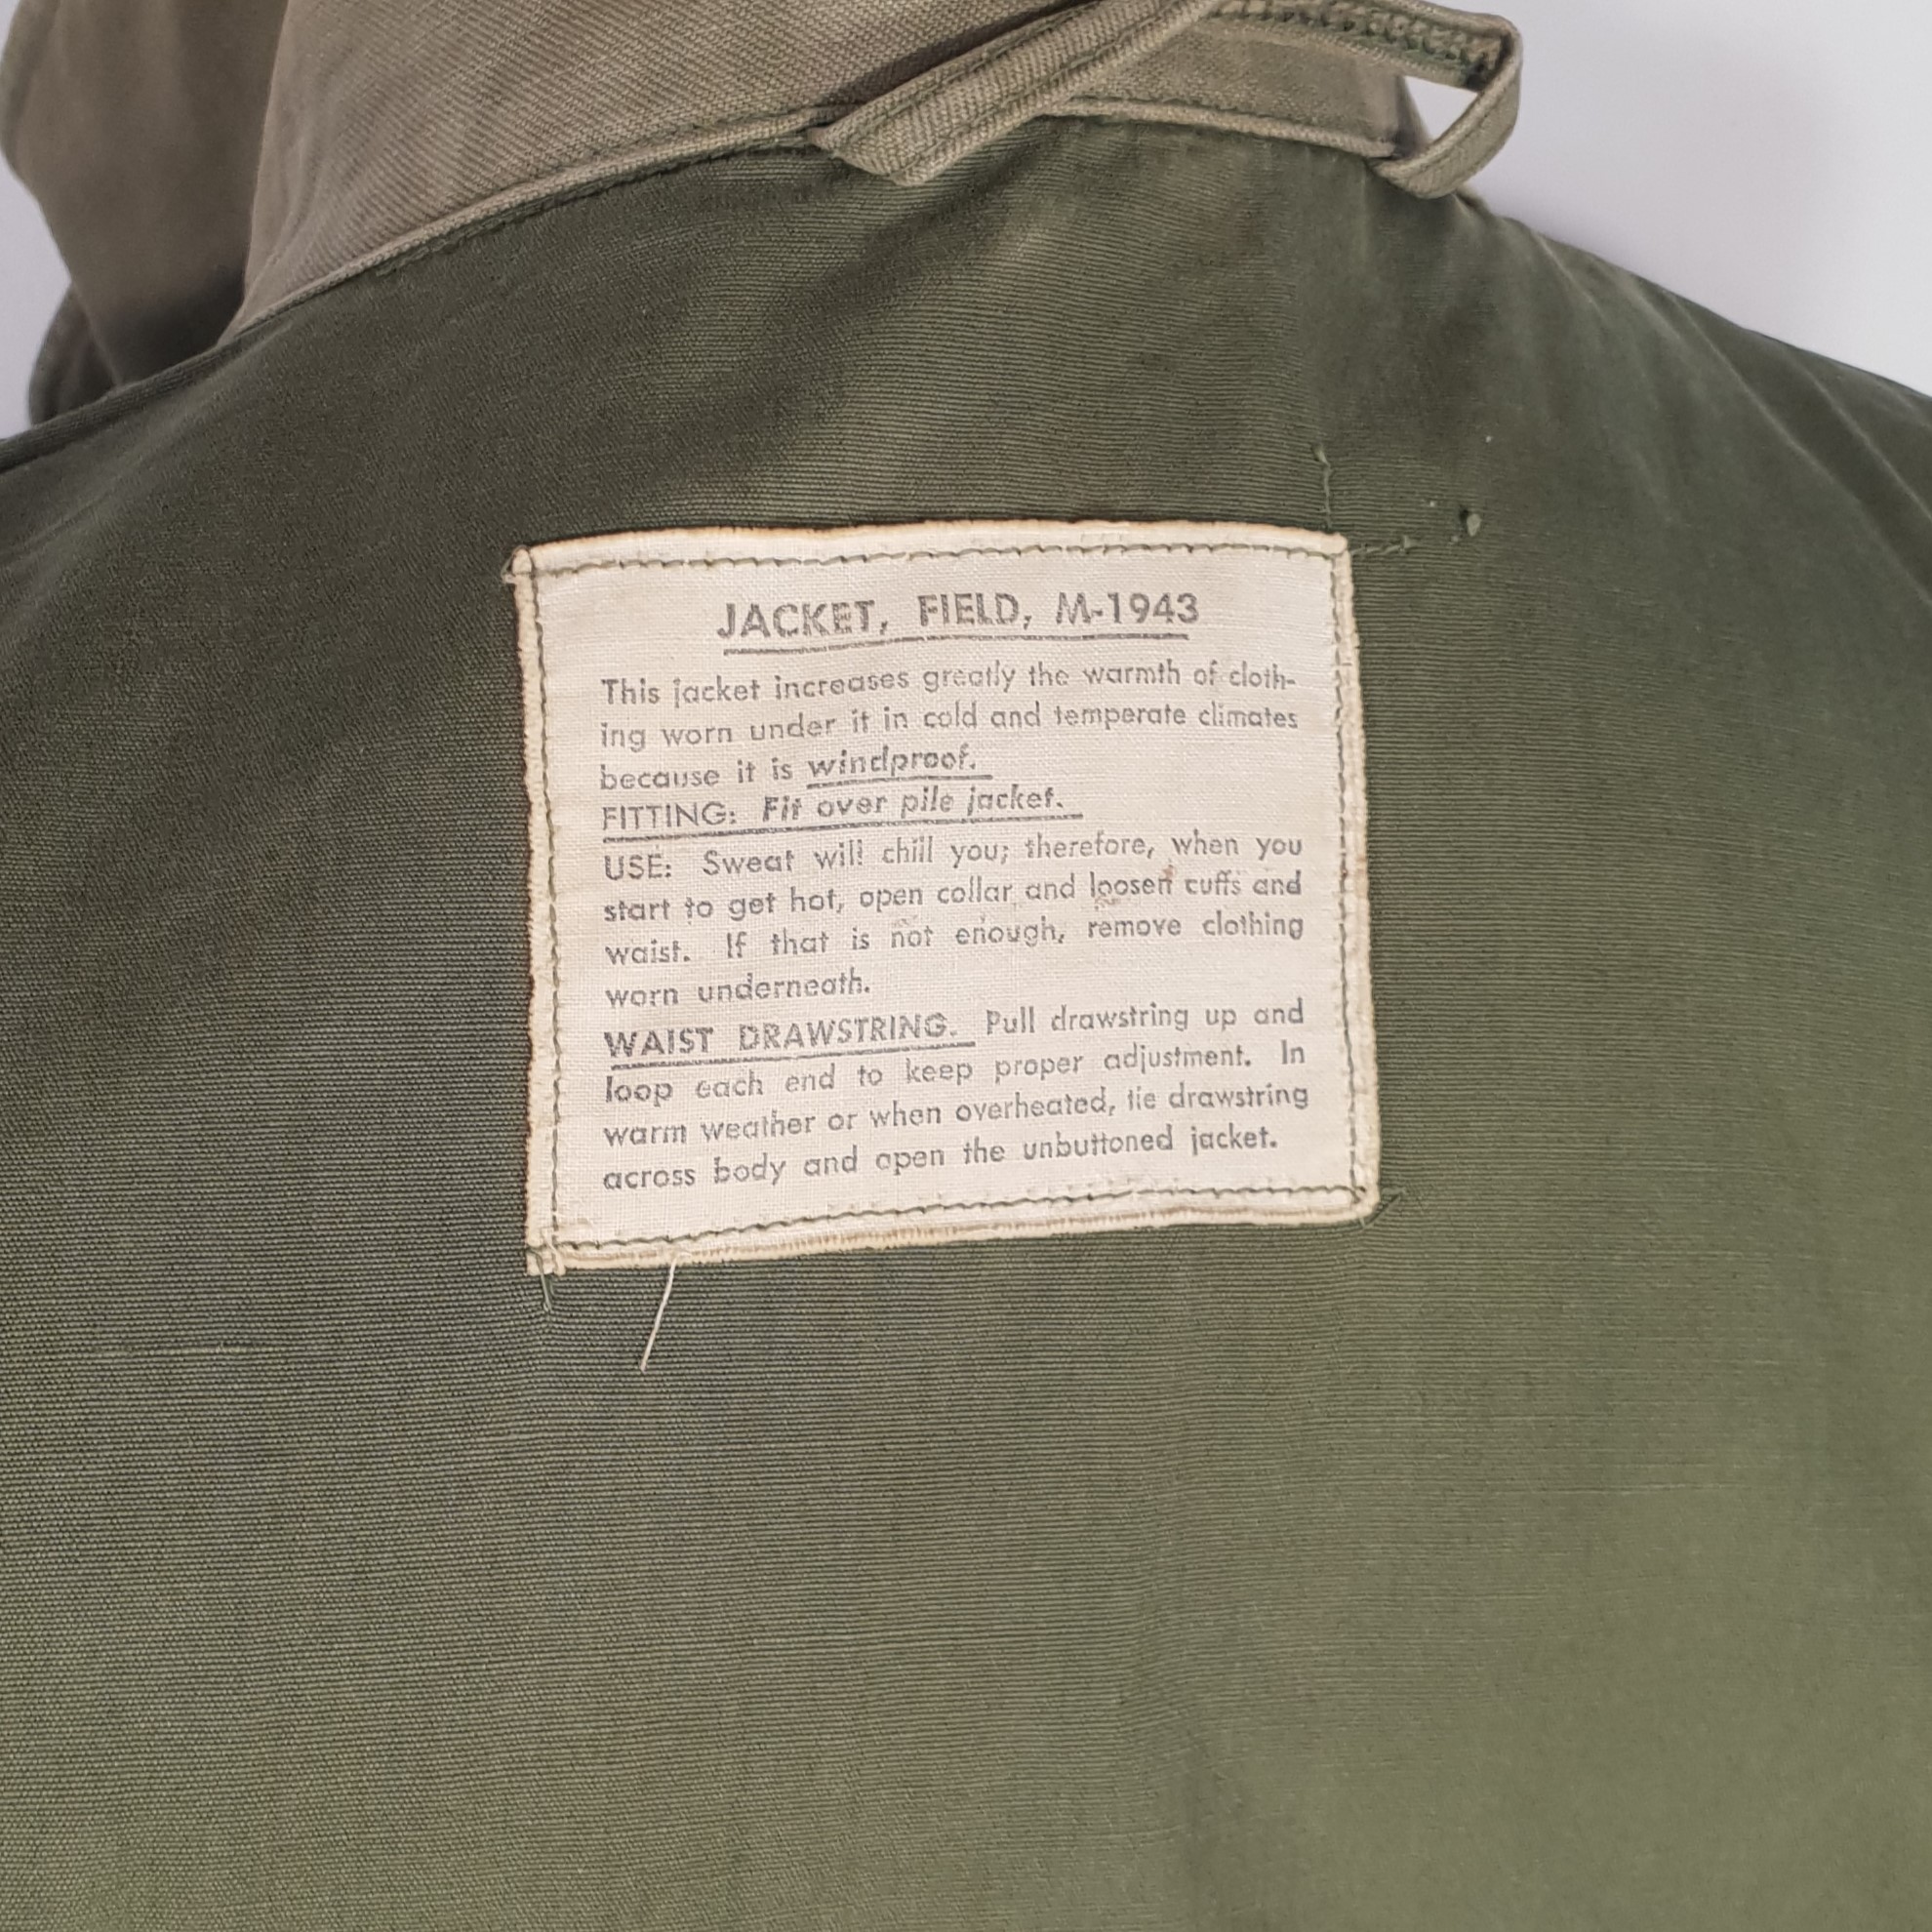 JACKET, FIELD, M-1943
This jacket increases greatly the warmth of cloth-
ing worn under it in cold and temperate climates
because it is windproof.
FITTING: Fit over pile jacket.
USE: Sweat will chill you; therefore, when you
start to get hot, open collar and loosen cuffs and
waist. If that is not enough, remove clothing
worn underneath.
WAIST DRAWSTRING. Pull drawstring up and
loop each end to keep proper adjustment. In
warm weather or when overheated, tie drawstring
across body and open the unbuttoned jacket.